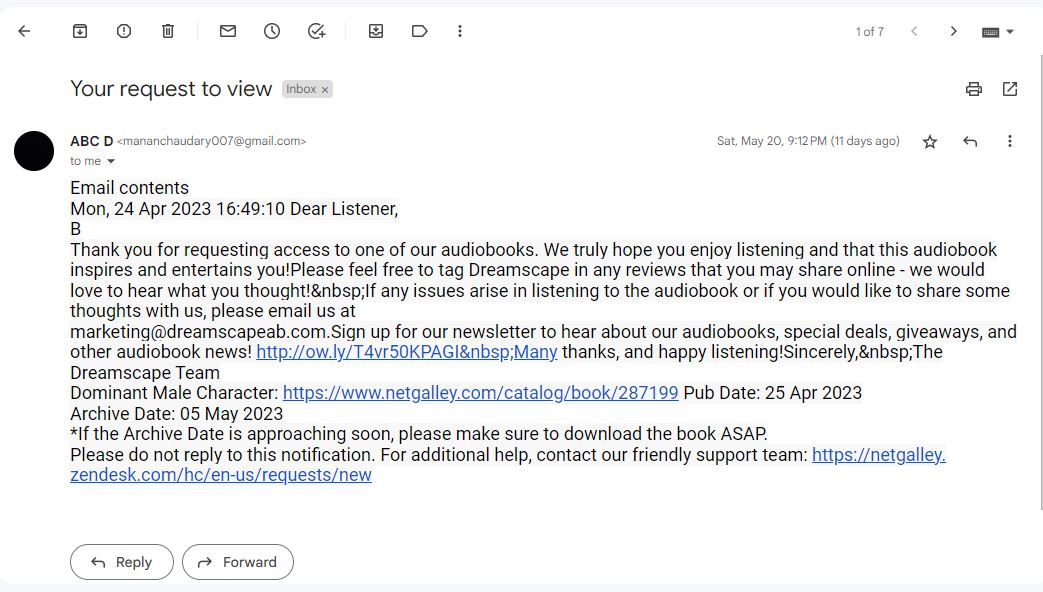 1 of 7
Your request to view Inbox ×
ABC D <mananchaudary007@gmail.com> Sat, May 20, 9:12 PM (11 days ago)
to me
Email contents
Mon, 24 Apr 2023 16:49:10 Dear Listener,
B
Thank you for requesting access to one of our audiobooks. We truly hope you enjoy listening and that this audiobook
inspires and entertains you!Please feel free to tag Dreamscape in any reviews that you may share online - we would
love to hear what you thought!&nbsp;If any issues arise in listening to the audiobook or if you would like to share some
thoughts with us, please email us at
marketing@dreamscapeab.com.Sign up for our newsletter to hear about our audiobooks, special deals, giveaways, and
other audiobook news! http://ow.ly/T4vr50KPAGI&nbsp;Many thanks, and happy listening!Sincerely,&nbsp;The
Dreamscape Team
Dominant Male Character: https://www.netgalley.com/catalog/book/287199 Pub Date: 25 Apr 2023
Archive Date: 05 May 2023
*If the Archive Date is approaching soon, please make sure to download the book ASAP.
Please do not reply to this notification. For additional help, contact our friendly support team: https://netgalley.
zendesk.com/hc/en-us/requests/new
Reply Forward